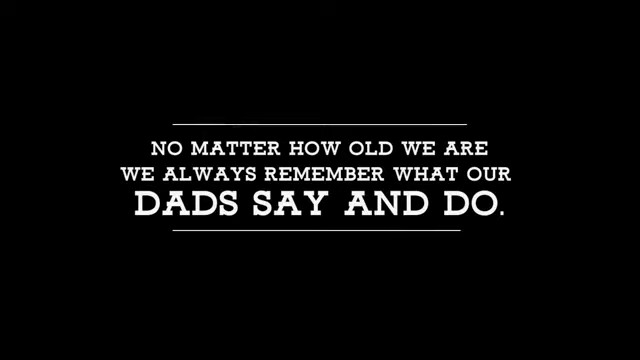 NO MATTER HOW OLD WE ARE
WE ALWAYS REMEMBER WHAT OUR
DADS SAY AND DO.